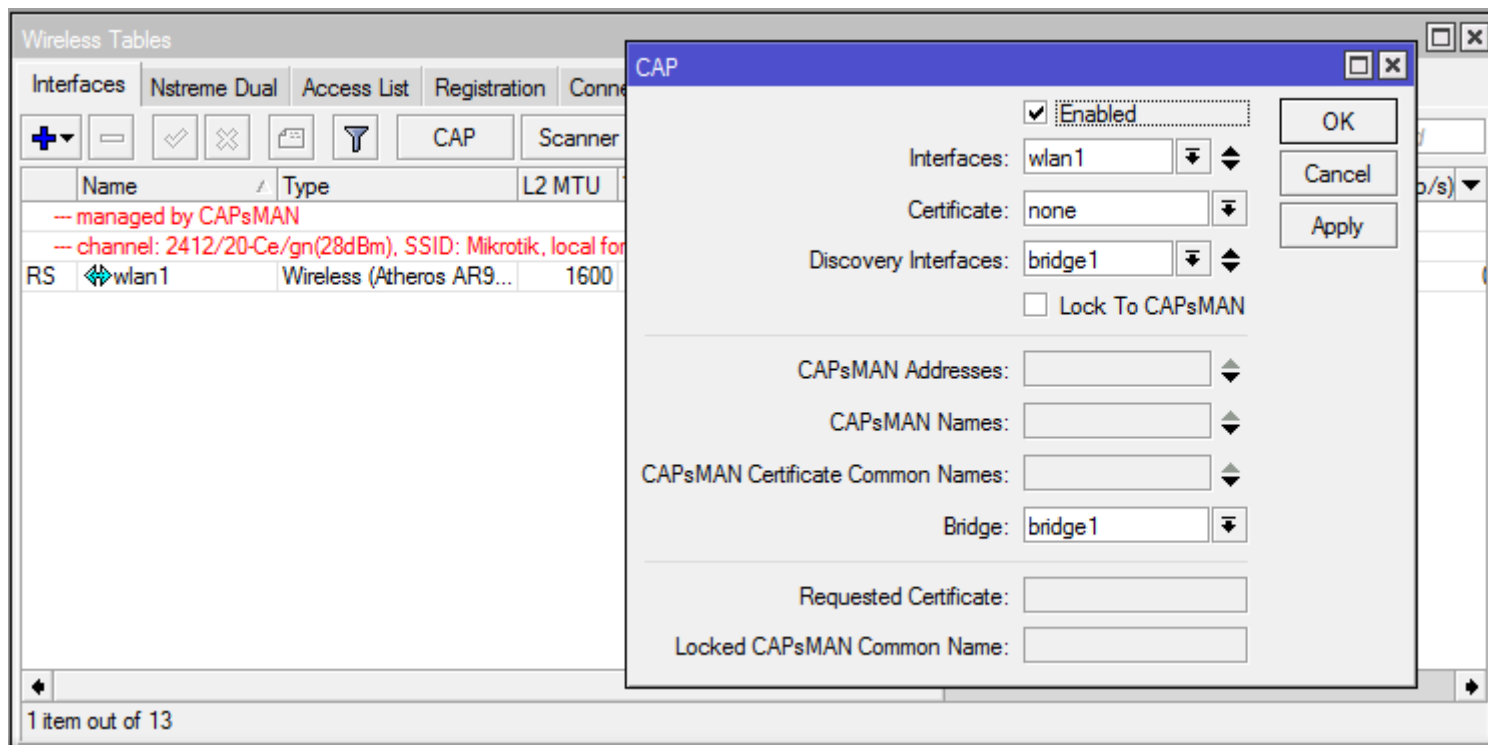 Wireless Tables
Interfaces Nstreme Dual Access List Registration Conne
CAP Scanner
Name Type L2 MTU
--- managed by CAPsMAN
--- channel: 2412/20-Ce/gn(28dBm), SSID: Mikrotik, local for
RS wlan1 Wireless (Atheros AR9... 1600
1 item out of 13
p/s)
CAP
Enabled
Interfaces: wlan1
Certificate: none
Discovery Interfaces: bridge1
Lock To CAPsMAN
CAPsMAN Addresses:
CAPsMAN Names:
CAPsMAN Certificate Common Names:
Bridge: bridge1
Requested Certificate:
Locked CAPsMAN Common Name:
OK
Cancel
Apply